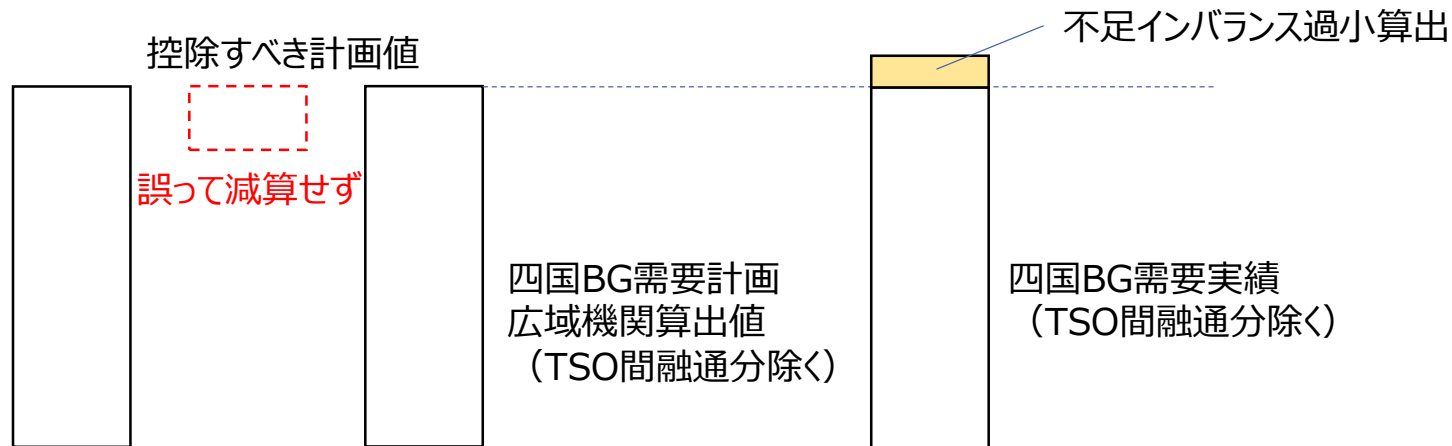 不足インバランス過小算出
控除すべき計画値
誤って減算せず
四国BG需要計画
広域機関算出値
（TSO間融通分除く）
四国BG需要実績
（TSO間融通分除く）